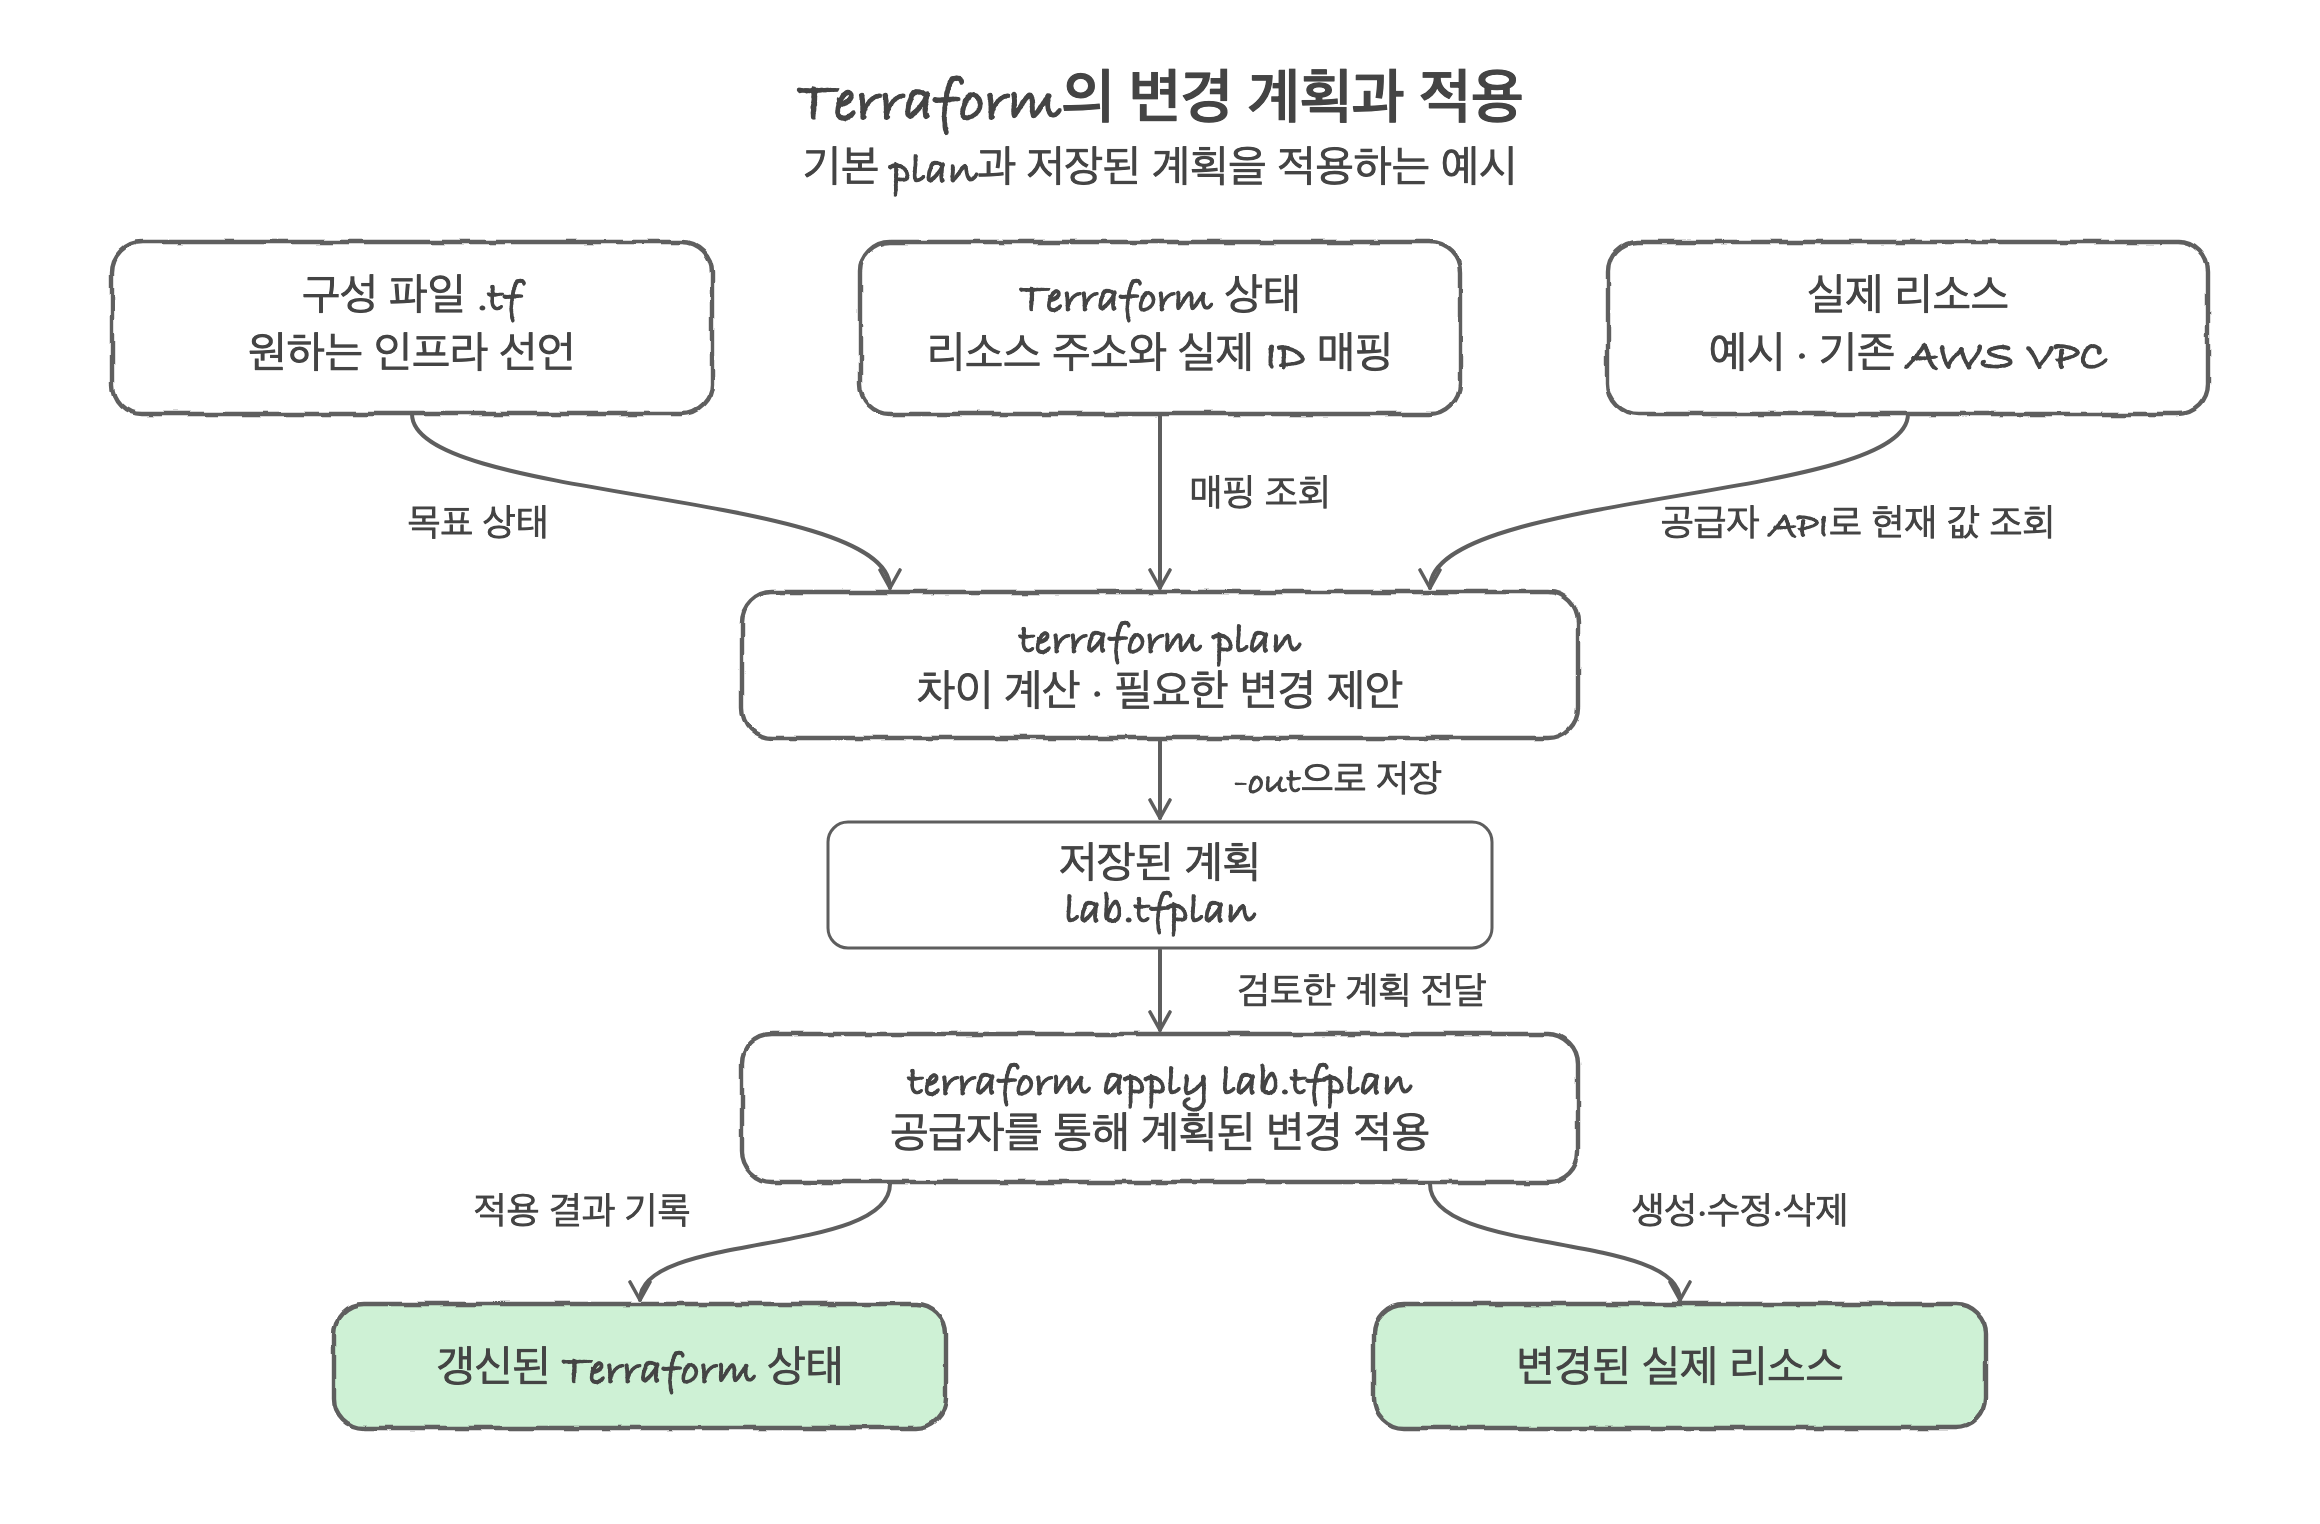 Terraform의 변경 계획과 적용
기본 plan과 저장된 계획을 적용하는 예시
구성 파일 .tf
원하는 인프라 선언
Terraform 상태
리소스 주소와 실제 ID 매핑
실제 리소스
예시 · 기존 AWS VPC
목표 상태
매핑 조회
공급자 API로 현재 값 조회
terraform plan
차이 계산 · 필요한 변경 제안
-out으로 저장
저장된 계획
lab.tfplan
검토한 계획 전달
terraform apply lab.tfplan
공급자를 통해 계획된 변경 적용
적용 결과 기록
생성·수정·삭제
갱신된 Terraform 상태
변경된 실제 리소스